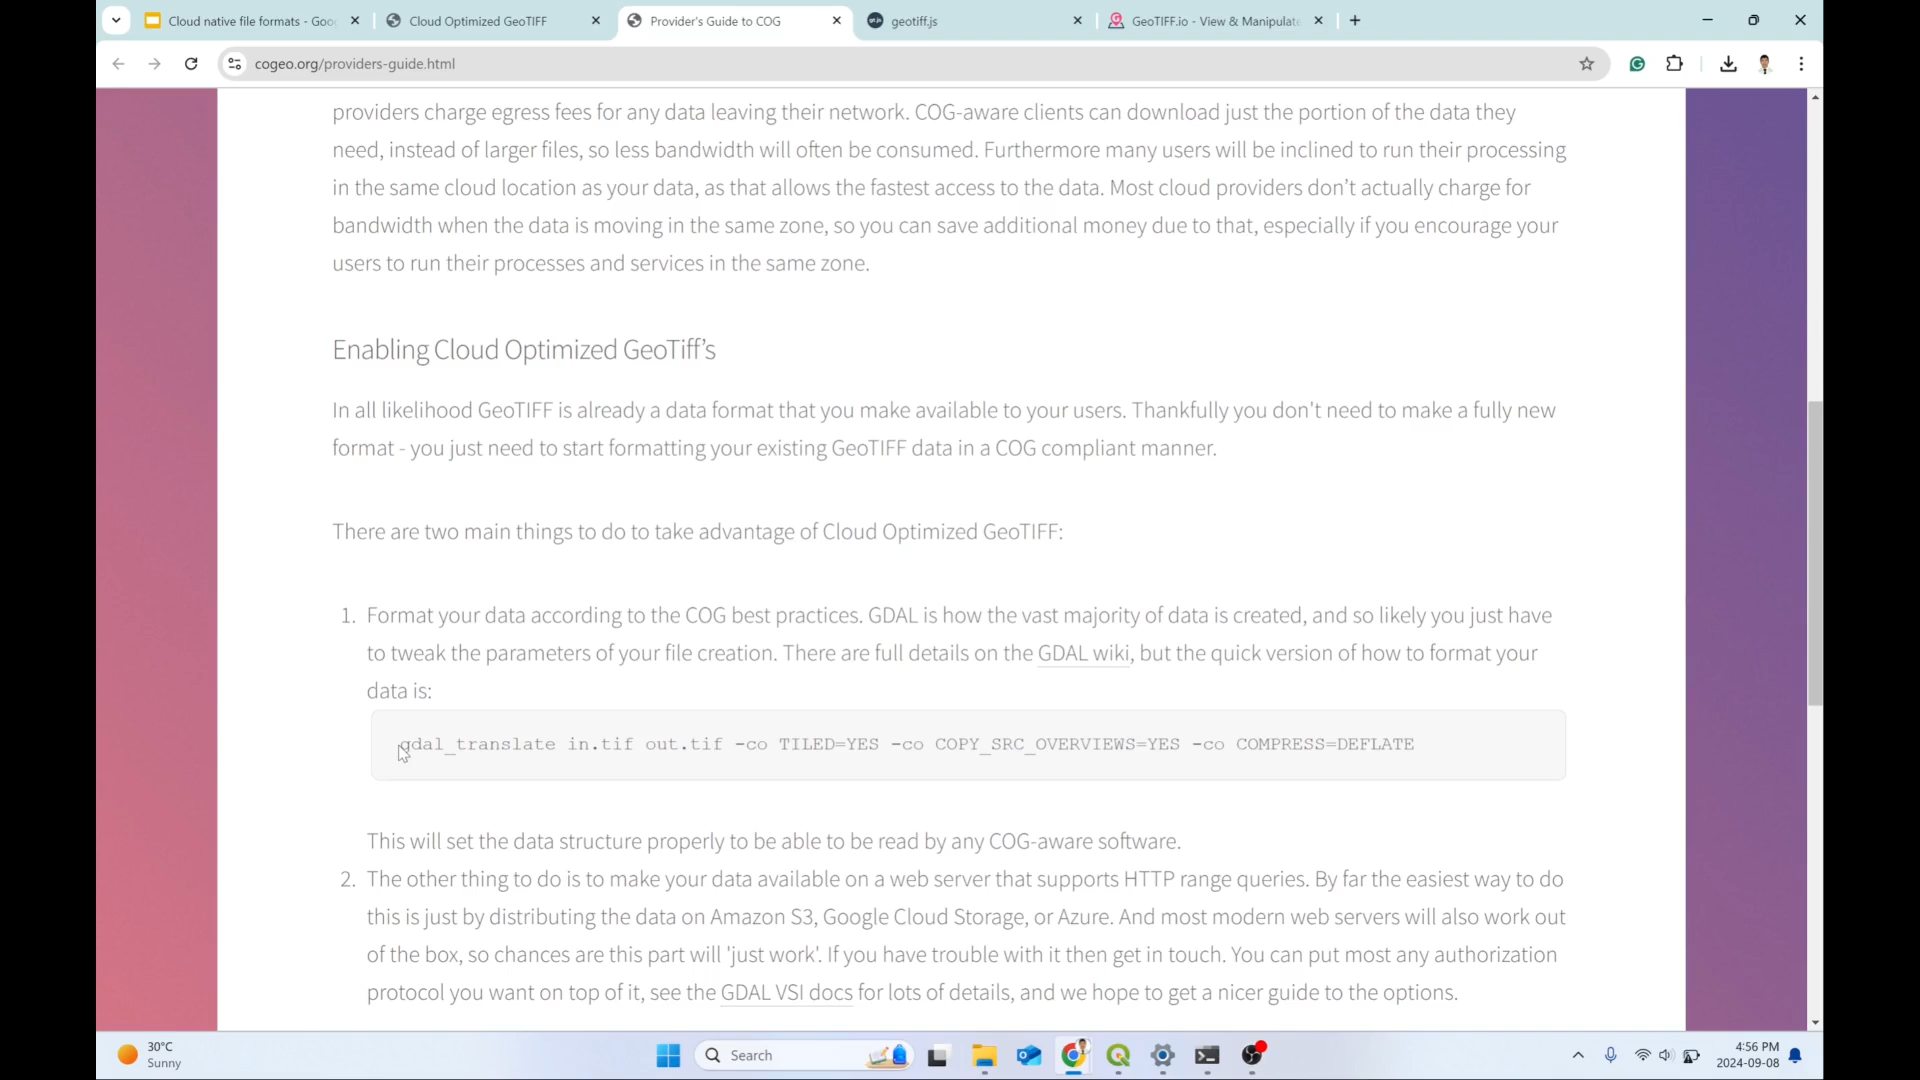 Cloud native file formats - Goo
Cloud Optimized GeoTIFF
Provider's Guide to COG
geotiff.js
GeoTIFF.io - View & Manipulate
cogeo.org/providers-guide.html
providers charge egress fees for any data leaving their network. COG-aware clients can download just the portion of the data they
need, instead of larger files, so less bandwidth will often be consumed. Furthermore many users will be inclined to run their processing
in the same cloud location as your data, as that allows the fastest access to the data. Most cloud providers don’t actually charge for
bandwidth when the data is moving in the same zone, so you can save additional money due to that, especially if you encourage your
users to run their processes and services in the same zone.
Enabling Cloud Optimized GeoTiff’s
In all likelihood GeoTIFF is already a data format that you make available to your users. Thankfully you don't need to make a fully new
format - you just need to start formatting your existing GeoTIFF data in a COG compliant manner.
There are two main things to do to take advantage of Cloud Optimized GeoTIFF:
1. Format your data according to the COG best practices. GDAL is how the vast majority of data is created, and so likely you just have
to tweak the parameters of your file creation. There are full details on the GDAL wiki, but the quick version of how to format your
data is:
gdal_translate in.tif out.tif -co TILED=YES -co COPY_SRC_OVERVIEWS=YES -co COMPRESS=DEFLATE
This will set the data structure properly to be able to be read by any COG-aware software.
2. The other thing to do is to make your data available on a web server that supports HTTP range queries. By far the easiest way to do
this is just by distributing the data on Amazon S3, Google Cloud Storage, or Azure. And most modern web servers will also work out
of the box, so chances are this part will 'just work'. If you have trouble with it then get in touch. You can put most any authorization
protocol you want on top of it, see the GDAL VSI docs for lots of details, and we hope to get a nicer guide to the options.
30°C
Sunny
Search
4:56 PM
2024-09-08